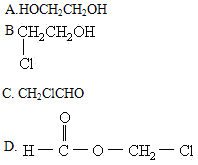 A.HOCH₂CH₂OH
B CH₂CH₂OH
Cl
C. CH₂ClCHO
O
D. H—C—O—CH₂—Cl